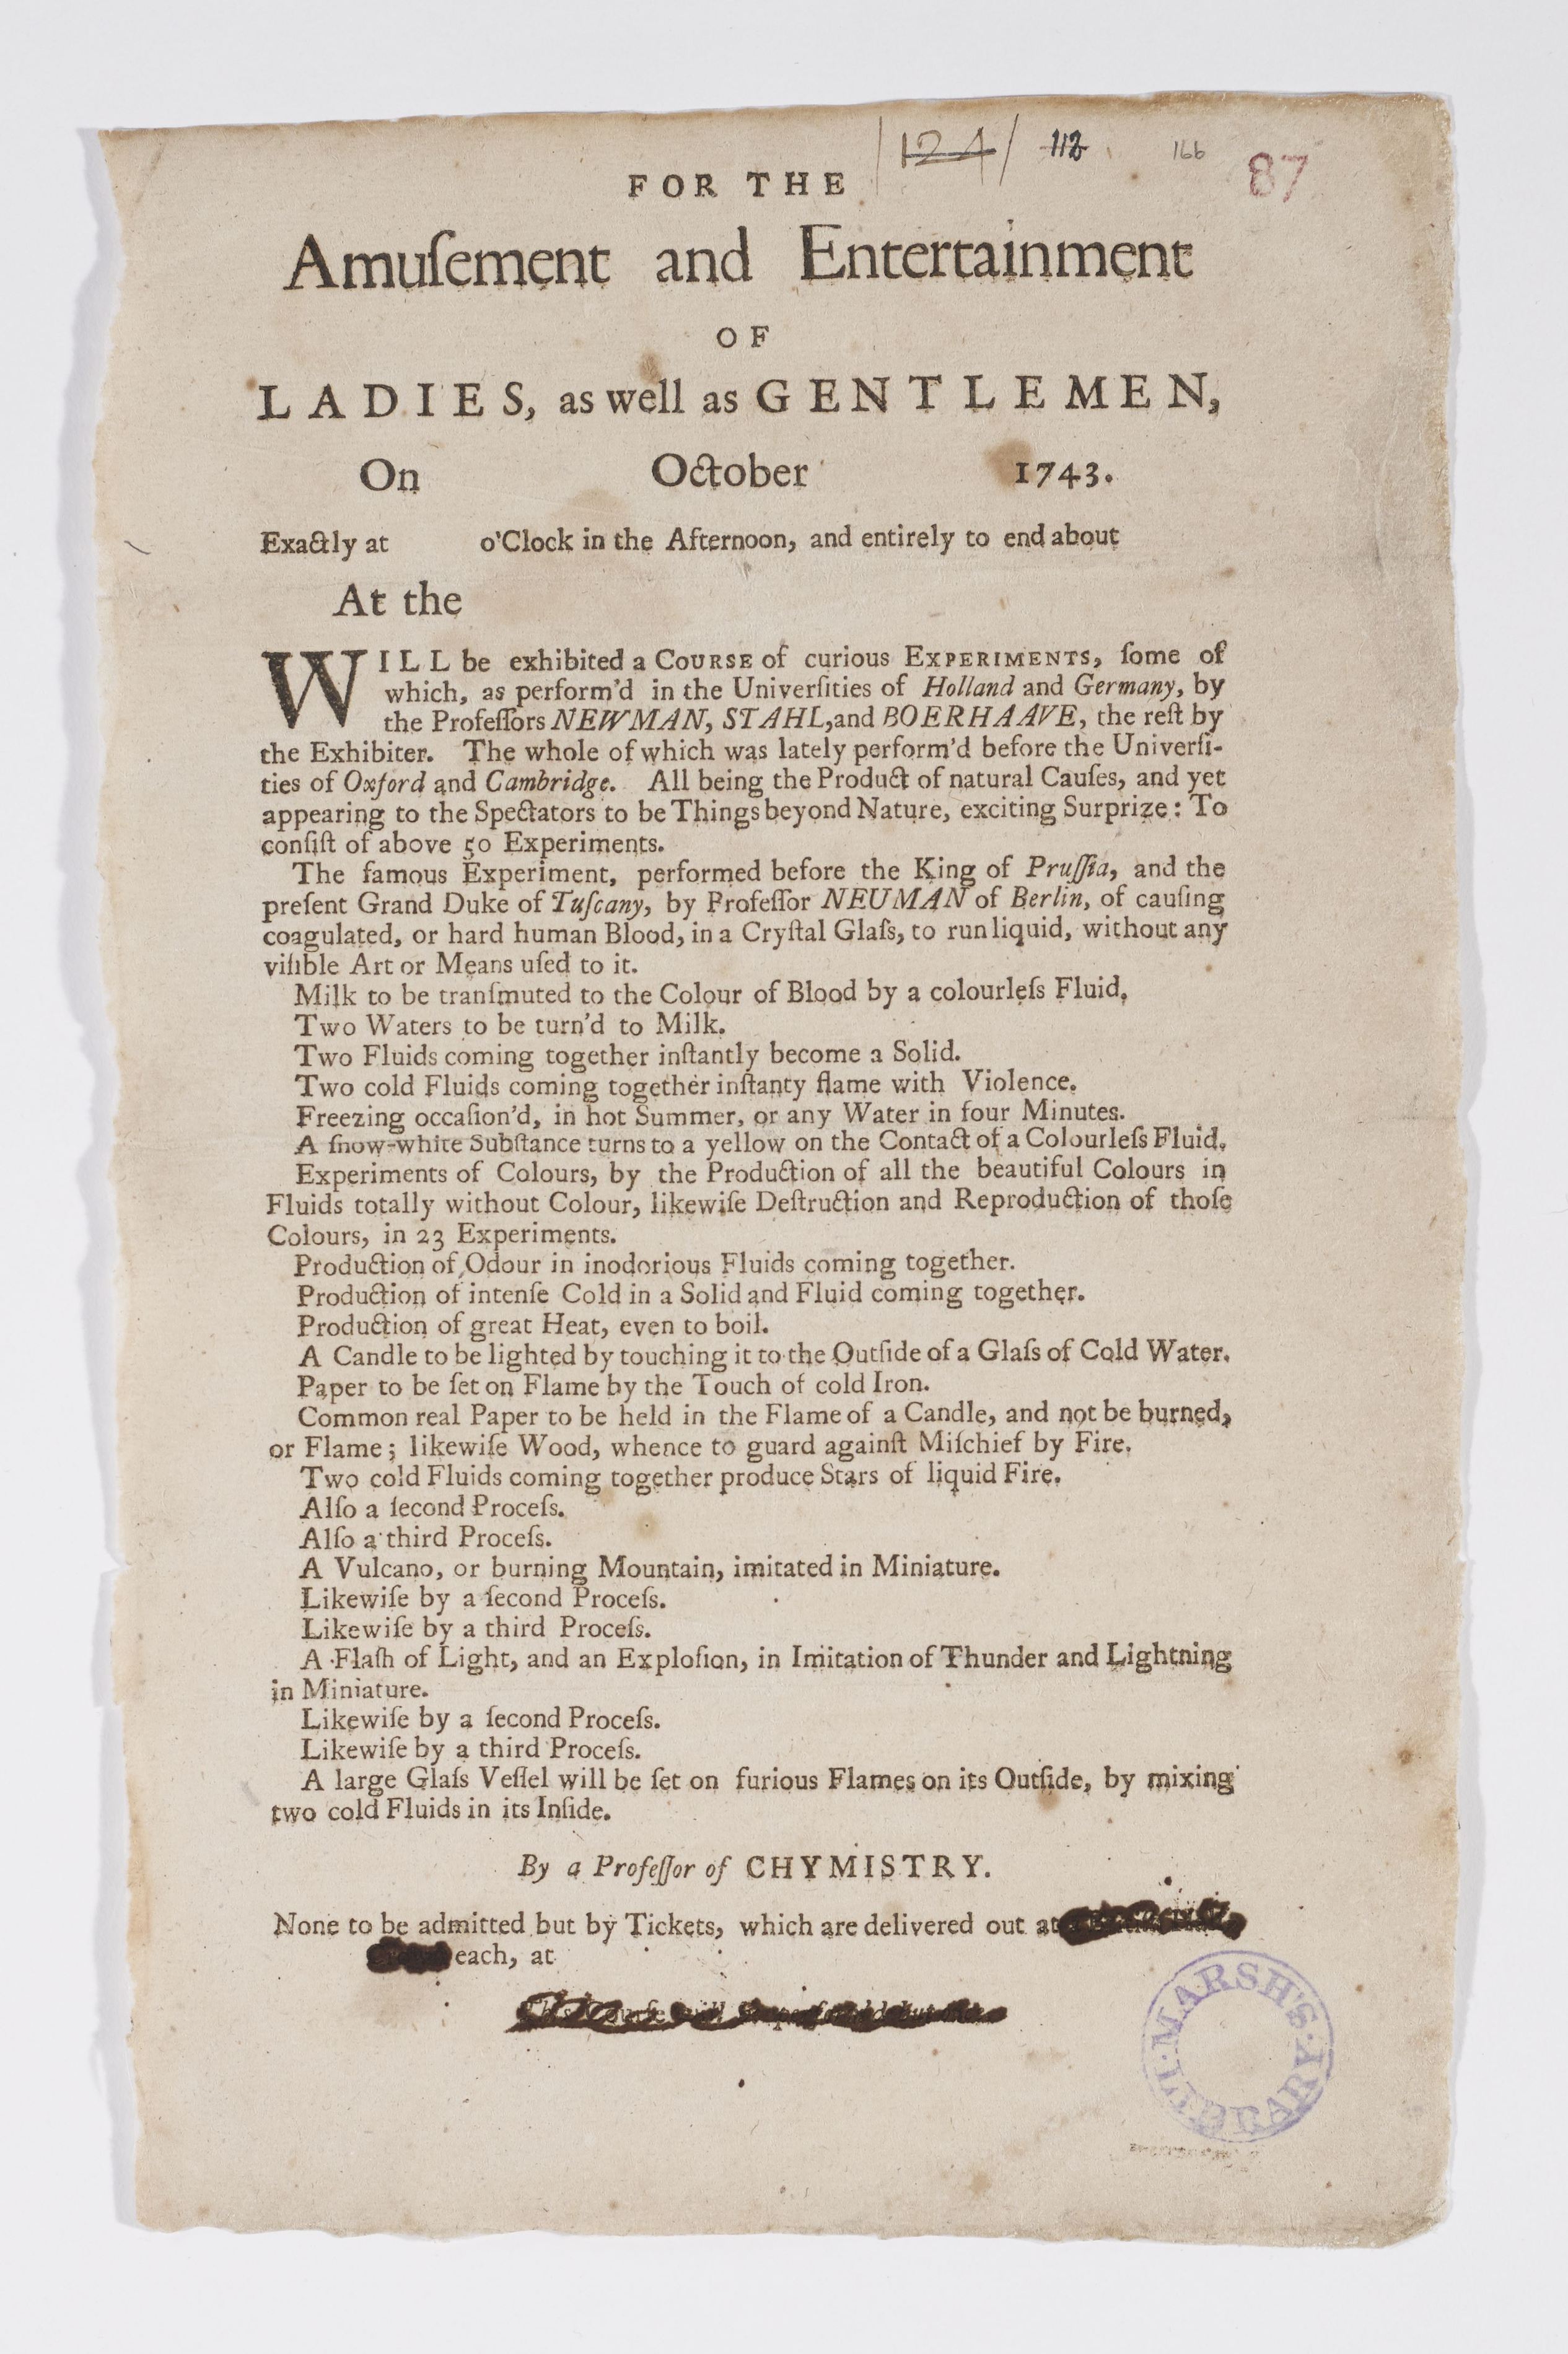 124 112 166 87
FOR THE
Amuſement and Entertainment
OF
LADIES, as well as GENTLEMEN,
On October 1743.
Exactly at o'Clock in the Afternoon, and entirely to end about
At the
WILL be exhibited a COURSE of curious EXPERIMENTS, ſome of
which, as perform'd in the Univerſities of Holland and Germany, by
the Profeſſors NEWMAN, STAHL, and BOERHAAVE, the reſt by
the Exhibiter. The whole of which was lately perform'd before the Univerſi-
ties of Oxford and Cambridge. All being the Product of natural Cauſes, and yet
appearing to the Spectators to be Things beyond Nature, exciting Surprize: To
conſiſt of above 50 Experiments.
The famous Experiment, performed before the King of Pruſſia, and the
preſent Grand Duke of Tuſcany, by Profeſſor NEUMAN of Berlin, of cauſing
coagulated, or hard human Blood, in a Cryſtal Glaſs, to run liquid, without any
viſible Art or Means uſed to it.
Milk to be tranſmuted to the Colour of Blood by a colourleſs Fluid.
Two Waters to be turn'd to Milk.
Two Fluids coming together inſtantly become a Solid.
Two cold Fluids coming together inſtanty flame with Violence.
Freezing occaſion'd, in hot Summer, or any Water in four Minutes.
A ſnow-white Subſtance turns to a yellow on the Contact of a Colourleſs Fluid.
Experiments of Colours, by the Production of all the beautiful Colours in
Fluids totally without Colour, likewiſe Deſtruction and Reproduction of thoſe
Colours, in 23 Experiments.
Production of Odour in inodorious Fluids coming together.
Production of intenſe Cold in a Solid and Fluid coming together.
Production of great Heat, even to boil.
A Candle to be lighted by touching it to the Outſide of a Glaſs of Cold Water.
Paper to be ſet on Flame by the Touch of cold Iron.
Common real Paper to be held in the Flame of a Candle, and not be burned,
or Flame; likewiſe Wood, whence to guard againſt Miſchief by Fire.
Two cold Fluids coming together produce Stars of liquid Fire.
Alſo a ſecond Proceſs.
Alſo a third Proceſs.
A Vulcano, or burning Mountain, imitated in Miniature.
Likewiſe by a ſecond Proceſs.
Likewiſe by a third Proceſs.
A Flaſh of Light, and an Exploſion, in Imitation of Thunder and Lightning
in Miniature.
Likewiſe by a ſecond Proceſs.
Likewiſe by a third Proceſs.
A large Glaſs Veſſel will be ſet on furious Flames on its Outſide, by mixing
two cold Fluids in its Inſide.
By a Profeſſor of CHYMISTRY.
None to be admitted but by Tickets, which are delivered out at
each, at
MARSH'S LIBRARY